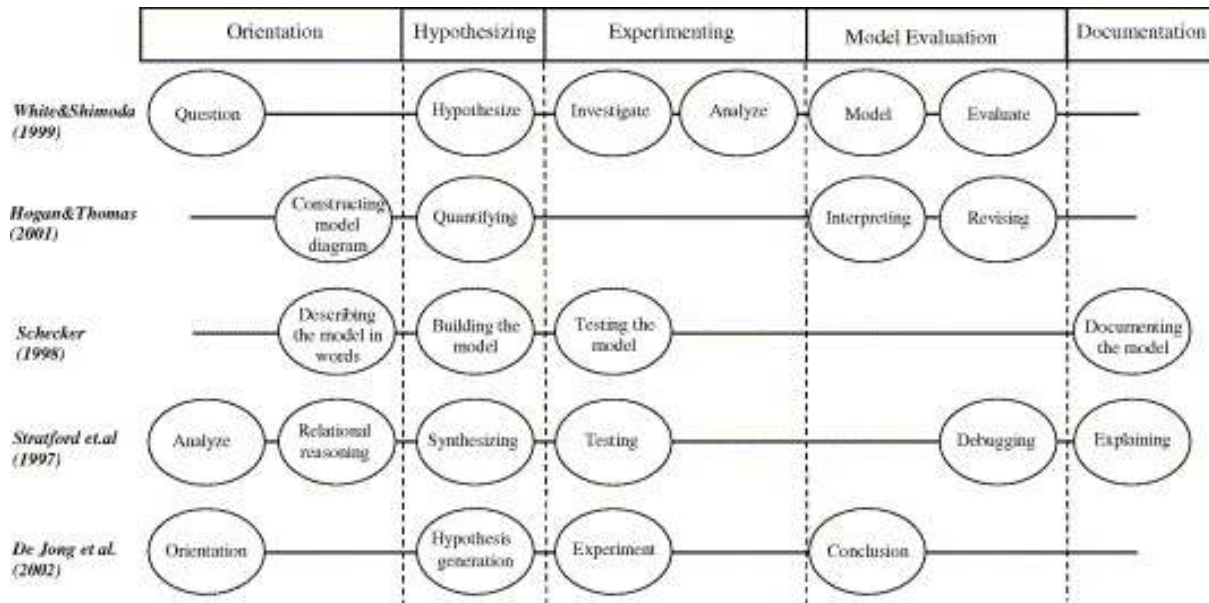 Orientation
Hypothesizing
Experimenting
Model Evaluation
Documentation
White&Shimoda
(1999)
Question
Hypothesize
Investigate
Analyze
Model
Evaluate
Hogan&Thomas
(2001)
Constructing
model
diagram
Quantifying
Interpreting
Revising
Schecker
(1998)
Describing
the model in
words
Building the
model
Testing the
model
Documenting
the model
Stratford et.al
(1997)
Analyze
Relational
reasoning
Synthesizing
Testing
Debugging
Explaining
De Jong et al.
(2002)
Orientation
Hypothesis
generation
Experiment
Conclusion